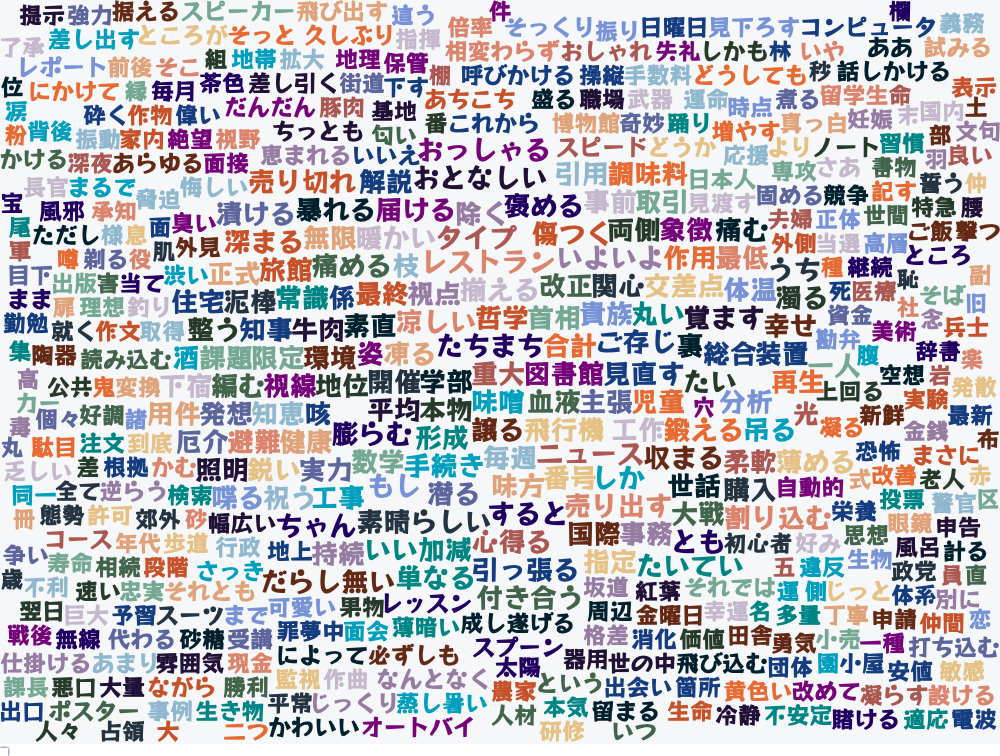 提示 強力 据える スピーカー 飛び出す 違う 件 欄
倍率 そっくり 振り 日曜日 見下ろす コンピュータ 義務
了承 差し出す ところが そっと 久しぶり 指揮 相変わらず おしゃれ 失礼 しかも 林 いや ああ 試みる
レポート 前後 そこ 組 地帯 拡大 地理 保管 棚 呼びかける 操縦 手数料 どうしても 秒 話しかける 表示
位 にかけて 緑 毎月 茶色 差し引く 街道 下す あちこち 盛る 職場 武器 運命 時点 煮る 留学生 命 末 国内 土
涙 砕く 作物 偉い だんだん 豚肉 基地 番 これから 博物館 奇妙 踊り 増やす 真っ白 妊娠 部 文句
粉 背後 振動 家内 絶望 視野 ちっとも 匂い おっしゃる スピード どうか 応援 より ノート 習慣 羽 良い
かける 深夜 あらゆる 面接 恵まれる いいえ 解説 おとなしい 引用 調味料 日本人 専攻 さあ 書物 誓う 仲
宝 長官 まるで 脅迫 悔しい 売り切れ 事前 取引 見渡す 固める 競争 記す 特急 腰
尾 風邪 承知 面 臭い 漬ける 暴れる 届ける 除く 褒める 夫婦 正体 世間 ご飯 撃つ
軍 ただし 様 息 肌 外見 深まる 無限 暖かい タイプ 傷つく 両側 象徴 痛む 外側 当選 高層 ところ
目下 噂 剃る 役 渋い 正式 旅館 痛める 枝 レストラン いよいよ 作用 最低 うち 種 継続 恥 副
まま 出版 書 当て 扉 理想 釣り 住宅 泥棒 常識 係 最終 視点 揃える 改正 関心 交差点 体温 濁る 死 医療 社 そば 旧
勤勉 就く 作文 取得 整う 知事 牛肉 素直 涼しい 哲学 首相 貴族 丸い 覚ます 幸せ 資金 勘弁 美術 念 兵士
集 陶器 読み込む 酒 課題 限定 環境 姿 凍る たちまち 合計 ご存じ 裏 総合 装置 一人 腹 辞書 楽
高 公共 鬼 変換 下宿 編む 視線 地位 開催 学部 重大 図書館 見直す たい 再生 上回る 空想 岩 発散
カー 個々 好調 諸 用件 発想 知恵 咳 平均 本物 味噌 血液 主張 児童 穴 分析 光 新鮮 実験 最新
毒 丸 駄目 注文 到底 厄介 避難 健康 膨らむ 形成 譲る 飛行機 工作 鍛える 吊る 凝る 恐怖 金銭 まさに 布
乏しい 差 根拠 かむ 照明 鋭い 実力 数学 手続き 毎週 ニュース 収まる 柔軟 薄める 式 改善 老人 赤
同一 全て 逆らう 検索 喋る 祝う 工事 もし 潜る 味方 番号 しか 世話 購入 自動的 投票 警官 区
冊 態勢 許可 郊外 砂 幅広い ちゃん 素晴らしい すると 売り出す 大戦 割り込む 栄養 眼鏡 申告
争い コース 年代 歩道 行政 地上 持続 いい加減 心得る 国際 事務 とも 初心者 好み 思想 風呂 計る
歳 寿命 相続 段階 さっき だらし無い 単なる 引っ張る 指定 たいてい 五 違反 生物 政党 員 直
不利 速い 忠実 それとも 付き合う 坂道 紅葉 それでは 運 側 じっと 体系 別に
翌日 巨大 予習 スーツ まで 可愛い 果物 レッスン 周辺 金曜日 幸運 名 多量 丁寧 申請 仲間 恋
戦後 無線 代わる 砂糖 受講 罪 夢中 面会 薄暗い 成し遂げる 格差 消化 価値 田舎 勇気 小売 一種 打ち込む
仕掛ける あまり 雰囲気 現金 によって 必ずしも スプーン 太陽 器用 世の中 飛び込む 団体 園 小屋 安値 敏感
課長 悪口 大量 ながら 勝利 監視 作曲 なんとなく 農家 という 出会い 箇所 黄色い 改めて 凝らす 設ける
出口 ポスター 事例 生き物 平常 じっくり 蒸し暑い 人材 本気 留まる 生命 冷静 不安定 賭ける 適応 電波
人々 占領 大 二つ かわいい オートバイ 研修 いつ